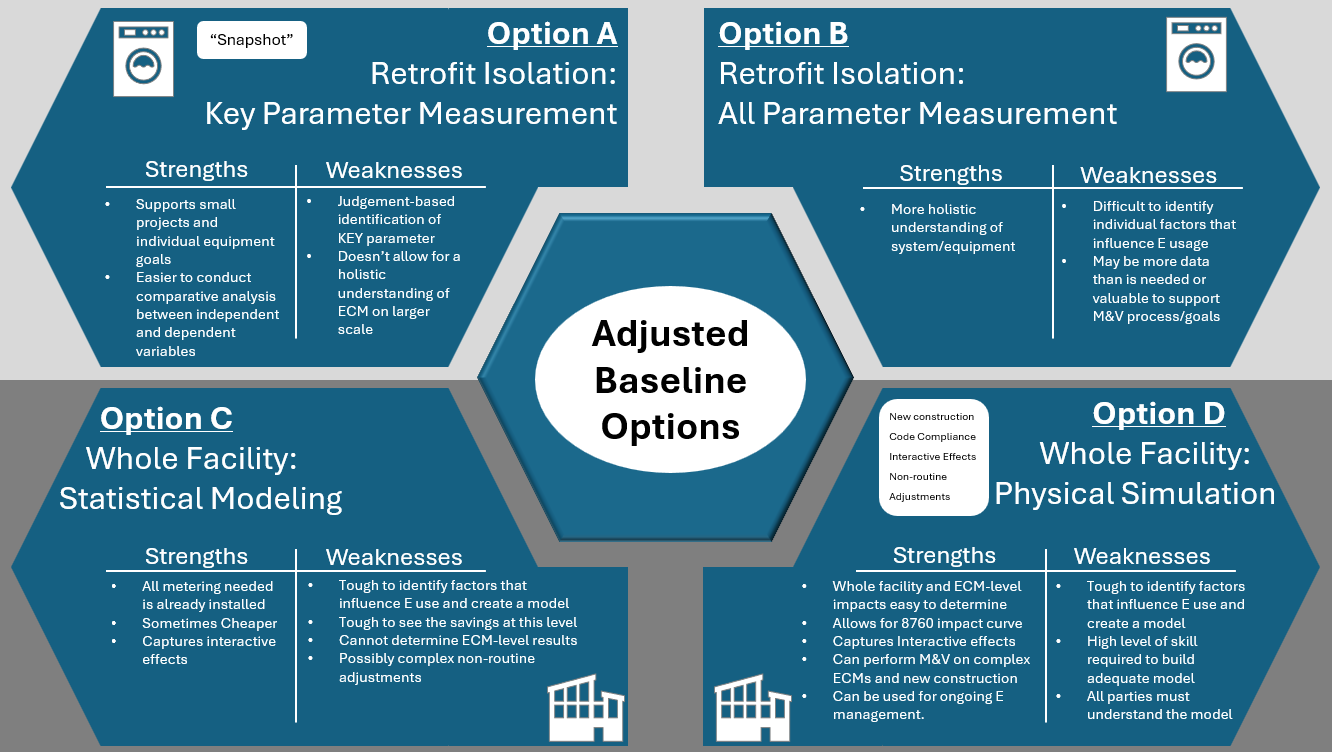 “Snapshot”
Option A
Retrofit Isolation:
Key Parameter Measurement
Strengths
• Supports small
projects and
individual equipment
goals
• Easier to conduct
comparative analysis
between independent
and dependent
variables
Weaknesses
• Judgement-based
identification of
KEY parameter
• Doesn’t allow for a
holistic
understanding of
ECM on larger
scale
Option B
Retrofit Isolation:
All Parameter Measurement
Strengths
• More holistic
understanding of
system/equipment
Weaknesses
• Difficult to identify
individual factors that
influence E usage
• May be more data
than is needed or
valuable to support
M&V process/goals
Adjusted
Baseline
Options
Option C
Whole Facility:
Statistical Modeling
Strengths
• All metering needed
is already installed
• Sometimes Cheaper
• Captures interactive
effects
Weaknesses
• Tough to identify factors that
influence E use and create a model
• Tough to see the savings at this level
• Cannot determine ECM-level results
• Possibly complex non-routine
adjustments
New construction
Code Compliance
Interactive Effects
Non-routine
Adjustments
Option D
Whole Facility:
Physical Simulation
Strengths
• Whole facility and ECM-level
impacts easy to determine
• Allows for 8760 impact curve
• Captures Interactive effects
• Can perform M&V on complex
ECMs and new construction
• Can be used for ongoing E
management.
Weaknesses
• Tough to identify factors
that influence E use and
create a model
• High level of skill
required to build
adequate model
• All parties must
understand the model